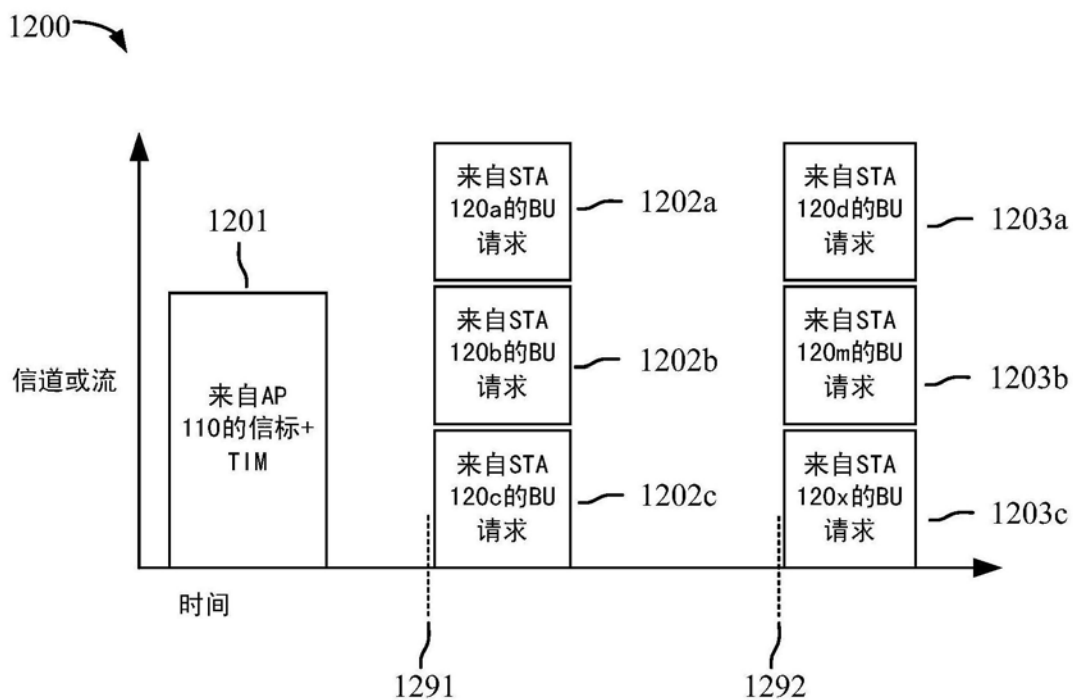 1200
来自STA
120a的BU
请求
1202a
来自STA
120d的BU
请求
1203a
1201
来自STA
120b的BU
请求
1202b
来自STA
120m的BU
请求
1203b
信道或流
来自AP
110的信标+
TIM
来自STA
120c的BU
请求
1202c
来自STA
120x的BU
请求
1203c
时间
1291
1292